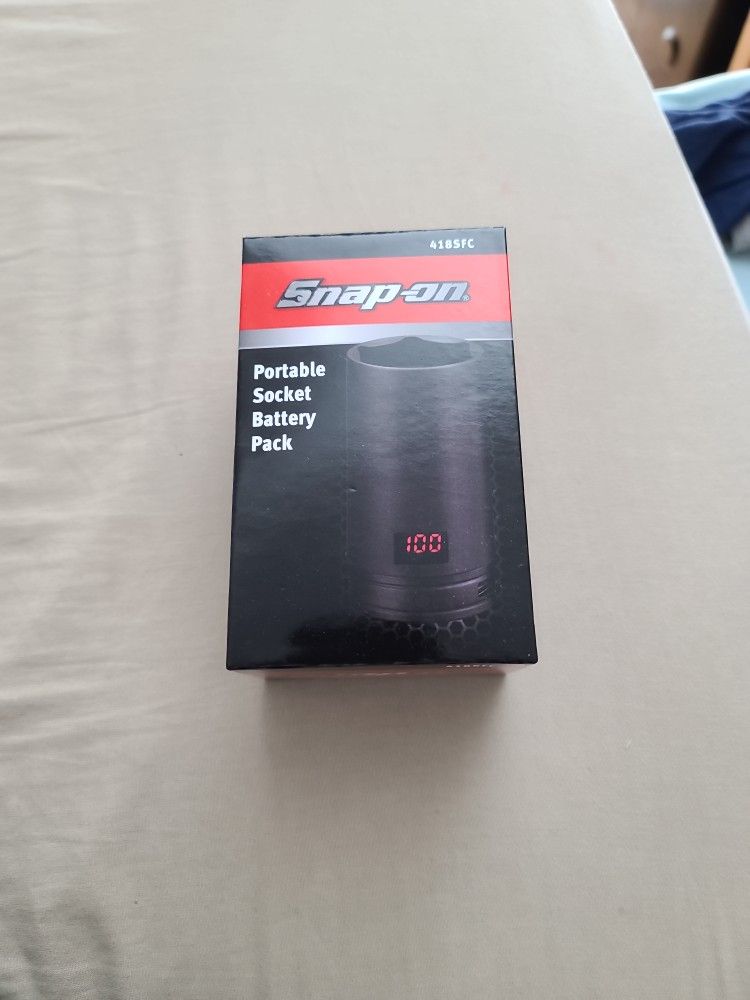 418SFC
Snap-on®
Portable
Socket
Battery
Pack
100